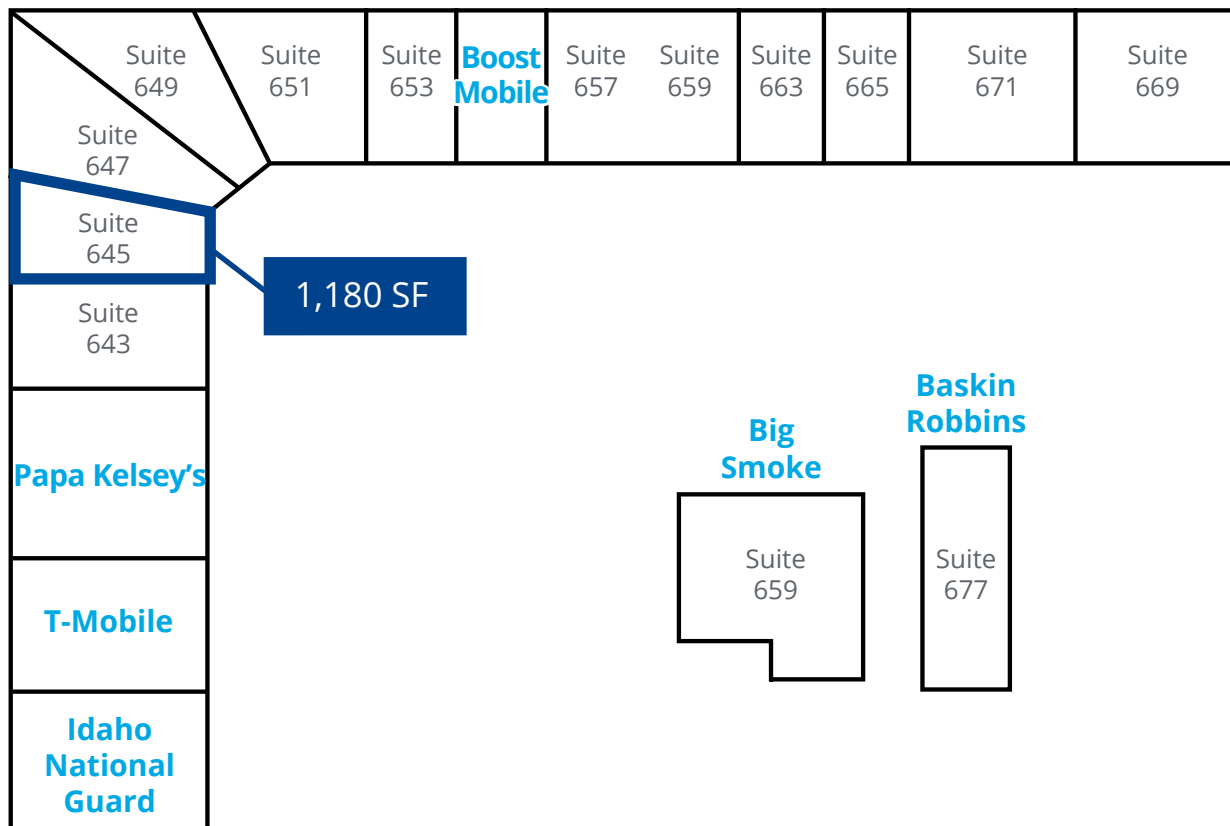 Suite
649
Suite
651
Suite
653
Boost
Mobile
Suite
657
Suite
659
Suite
663
Suite
665
Suite
671
Suite
669
Suite
647
Suite
645
1,180 SF
Suite
643
Papa Kelsey’s
T-Mobile
Idaho
National
Guard
Big
Smoke
Suite
659
Baskin
Robbins
Suite
677